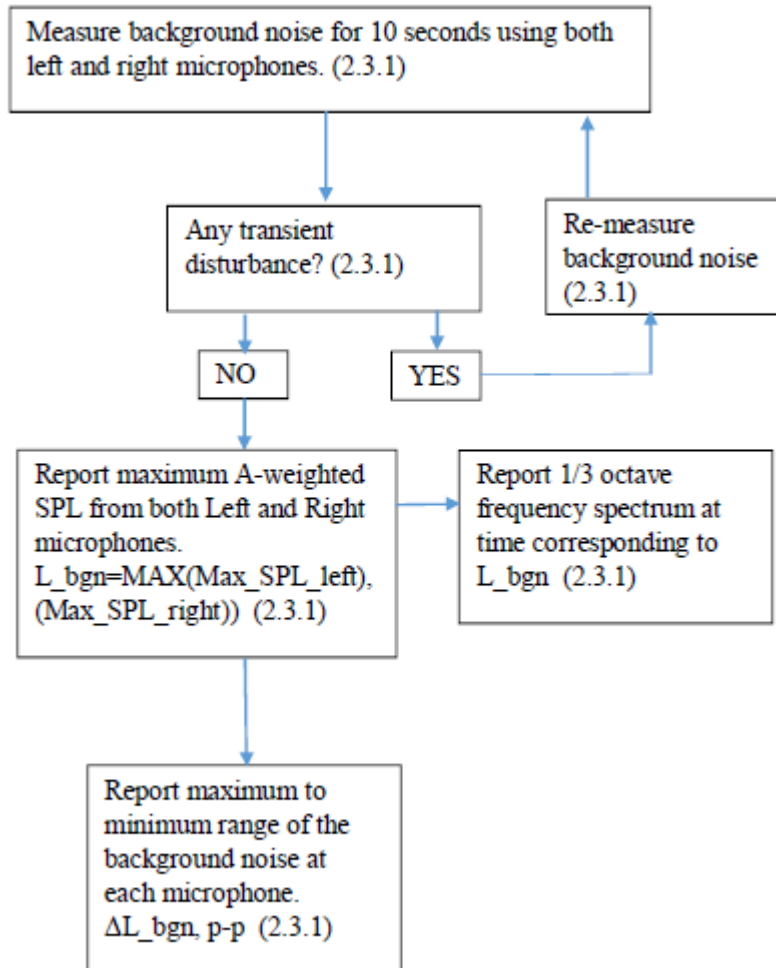 Measure background noise for 10 seconds using both
left and right microphones. (2.3.1)
Any transient
disturbance? (2.3.1)
Re-measure
background noise
(2.3.1)
NO
YES
Report maximum A-weighted
SPL from both Left and Right
microphones.
L_bgn=MAX(Max_SPL_left),
(Max_SPL_right)) (2.3.1)
Report 1/3 octave
frequency spectrum at
time corresponding to
L_bgn (2.3.1)
Report maximum to
minimum range of the
background noise at
each microphone.
ΔL_bgn, p-p (2.3.1)